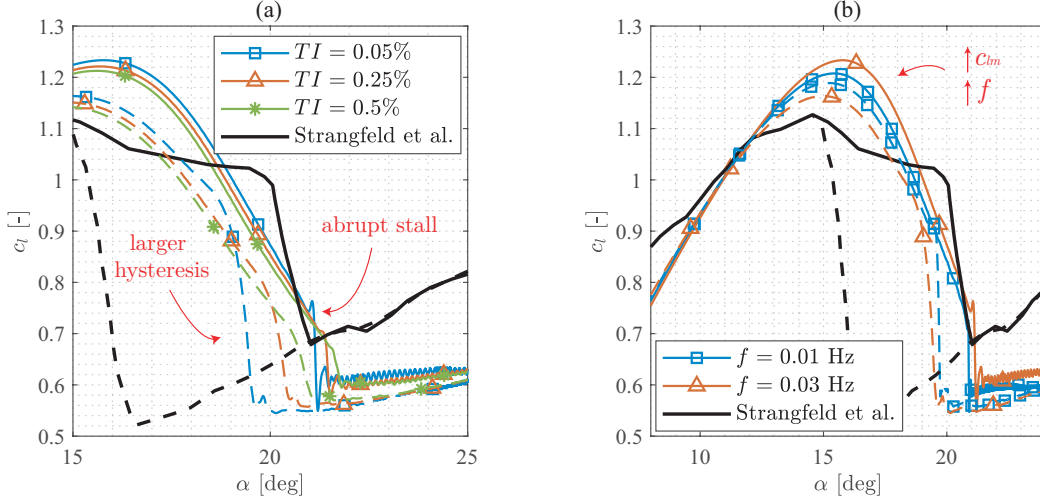 (a)
1.3
1.2
1.1
1
0.9
0.8
0.7
0.6
0.5
c_l [-]
TI = 0.05%
TI = 0.25%
TI = 0.5%
Strangfeld et al.
larger
hysteresis
abrupt stall
15
20
25
α [deg]
(b)
1.3
1.2
1.1
1
0.9
0.8
0.7
0.6
0.5
c_l [-]
↑ c_lm
↑ f
f = 0.01 Hz
f = 0.03 Hz
Strangfeld et al.
10
15
20
α [deg]